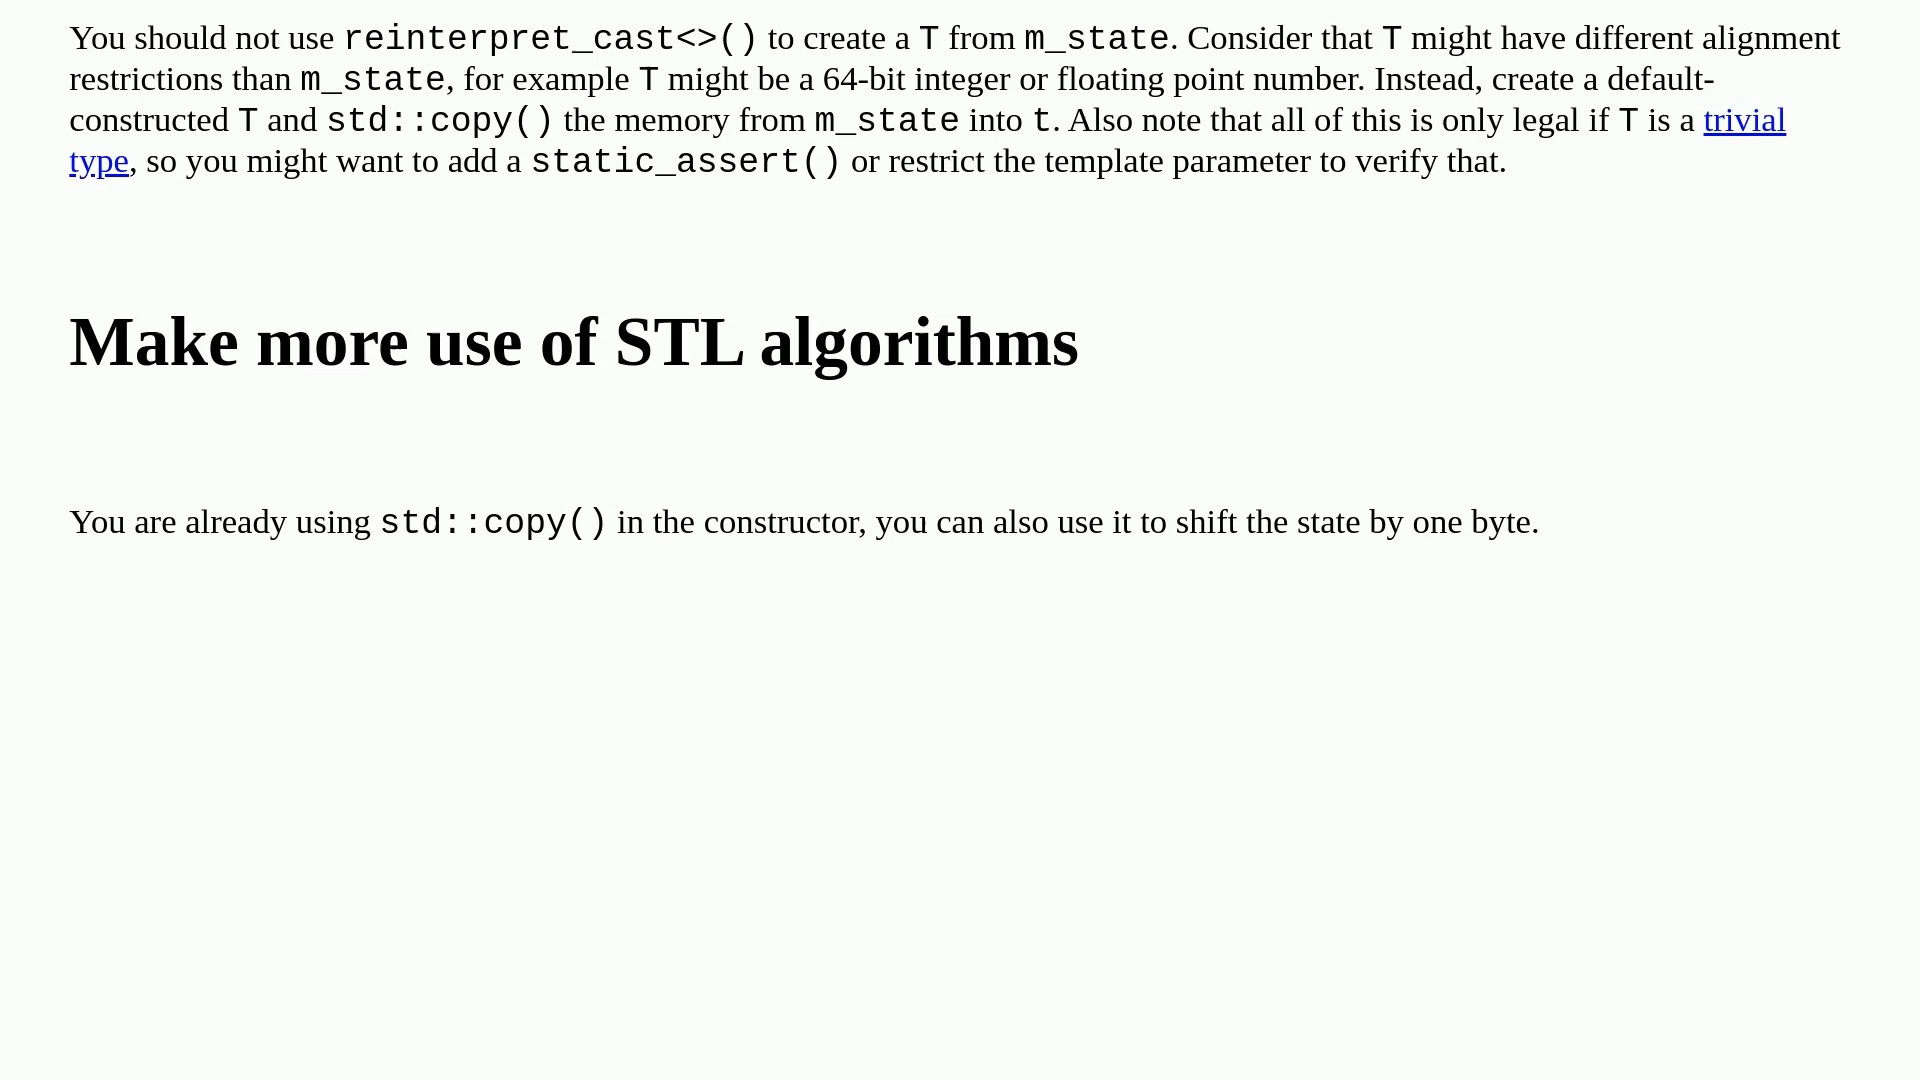 You should not use reinterpret_cast<>() to create a T from m_state. Consider that T might have different alignment
restrictions than m_state, for example T might be a 64-bit integer or floating point number. Instead, create a default-
constructed T and std::copy() the memory from m_state into t. Also note that all of this is only legal if T is a trivial
type, so you might want to add a static_assert() or restrict the template parameter to verify that.
Make more use of STL algorithms
You are already using std::copy() in the constructor, you can also use it to shift the state by one byte.